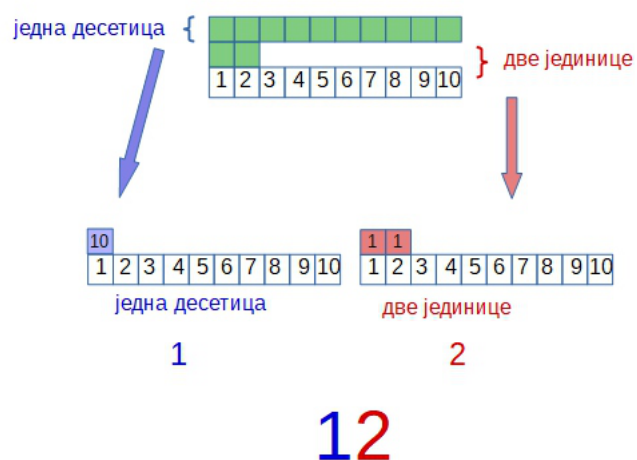 једна десетица {
} две јединице
1 2 3 4 5 6 7 8 9 10
10
1 2 3 4 5 6 7 8 9 10
1 1
1 2 3 4 5 6 7 8 9 10
једна десетица
две јединице
1
2
12